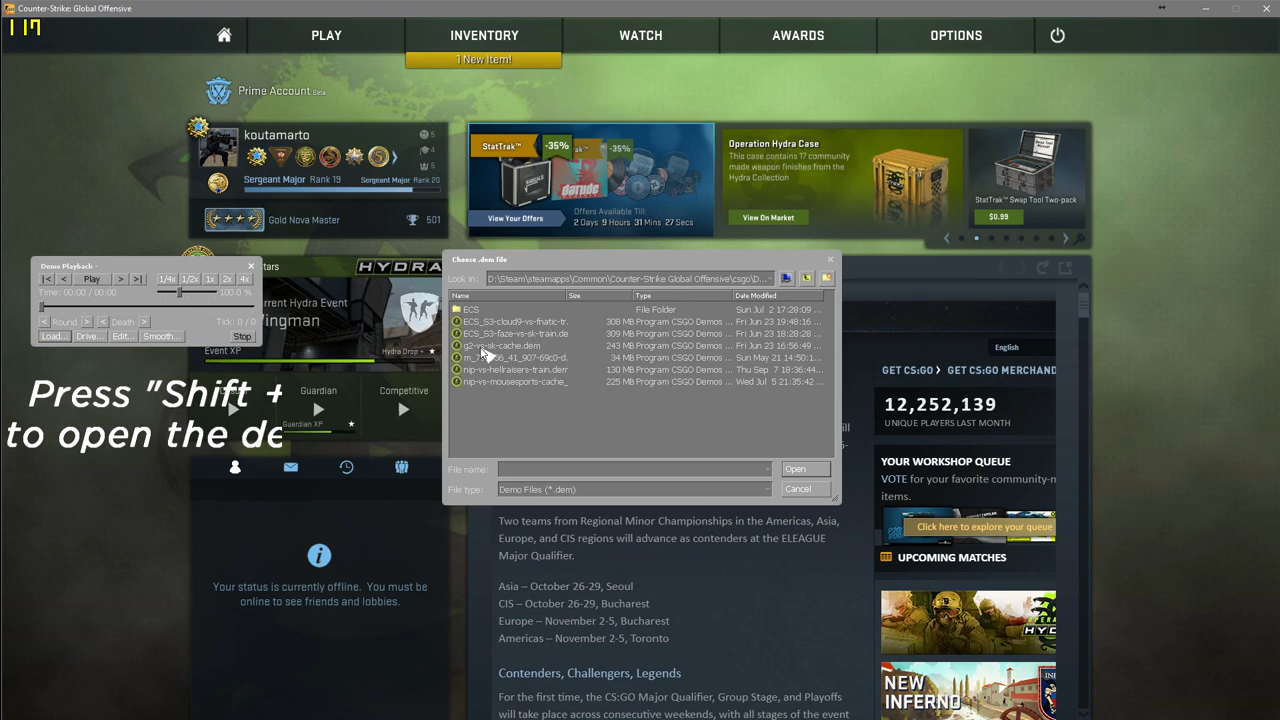 Counter-Strike: Global Offensive
117
PLAY
INVENTORY
WATCH
AWARDS
OPTIONS
1 New Item!
Prime Account Beta
koutamarto
5
4
5
Sergeant Major Rank 19
Sergeant Major Rank 20
Gold Nova Master
501
StatTrak™
-35%
-35%
View Your Offers
Offers Available Till:
2 Days 9 Hours 31 Mins 27 Secs
Operation Hydra Case
This case contains 17 community
made weapon finishes from the
Hydra Collection
View On Market
StatTrak™ Swap Tool Two-pack
$0.99
Demo Playback -
1/4x
1/2x
1x
2x
4x
Play
Time: 00:00 / 00:00
100.0 %
Round
Death
Tick: 0 / 0
Load...
Drive...
Edit...
Smooth...
Stop
tars
HYDRA
rrent Hydra Event
ingman
Hydra Drop +
Event XP
Guardian
Competitive
Guardian XP
Press "Shift +
to open the de
Your status is currently offline. You must be
online to see friends and lobbies.
Choose .dem file
Look in:
D:\Steam\steamapps\Common\Counter-Strike Global Offensive\csgo\D...
Name
Size
Type
Date Modified
ECS
File Folder
Sun Jul 2 17:28:09 ...
ECS_S3-cloud9-vs-fnatic-tr.
308 MB
Program CSGO Demos ...
Fri Jun 23 19:48:16 ...
ECS_S3-faze-vs-sk-train.de
309 MB
Program CSGO Demos ...
Fri Jun 23 18:28:28 ...
g2-vs-sk-cache.dem
243 MB
Program CSGO Demos ...
Fri Jun 23 16:56:49 ...
34 MB
Program CSGO Demos ...
Sun May 21 14:50:1...
nip-vs-hellraisers-train.dem
130 MB
Program CSGO Demos ...
Thu Sep 7 18:36:44...
nip-vs-mousesports-cache_
225 MB
Program CSGO Demos ...
Wed Jul 5 21:35:42 ...
File name:
Open
File type:
Demo Files (*.dem)
Cancel
Two teams from Regional Minor Championships in the Americas, Asia,
Europe, and CIS regions will advance as contenders at the ELEAGUE
Major Qualifier.
Asia – October 26-29, Seoul
CIS – October 26-29, Bucharest
Europe – November 2-5, Bucharest
Americas – November 2-5, Toronto
Contenders, Challengers, Legends
For the first time, the CS:GO Major Qualifier, Group Stage, and Playoffs
will take place across consecutive weekends, with all stages of the event
English
GET CS:GO
GET CS:GO MERCHAND
12,252,139
UNIQUE PLAYERS LAST MONTH
YOUR WORKSHOP QUEUE
VOTE for your favorite community-m
items.
Click here to explore your queue
UPCOMING MATCHES
NEW
INFERNO